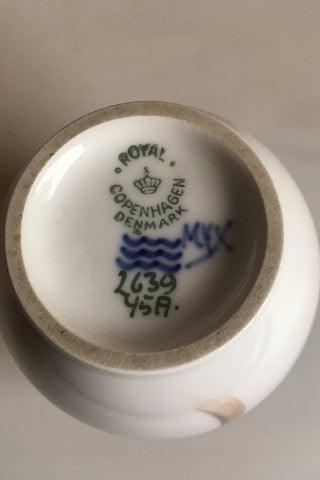 ROYAL
COPENHAGEN
DENMARK
2639
45A.